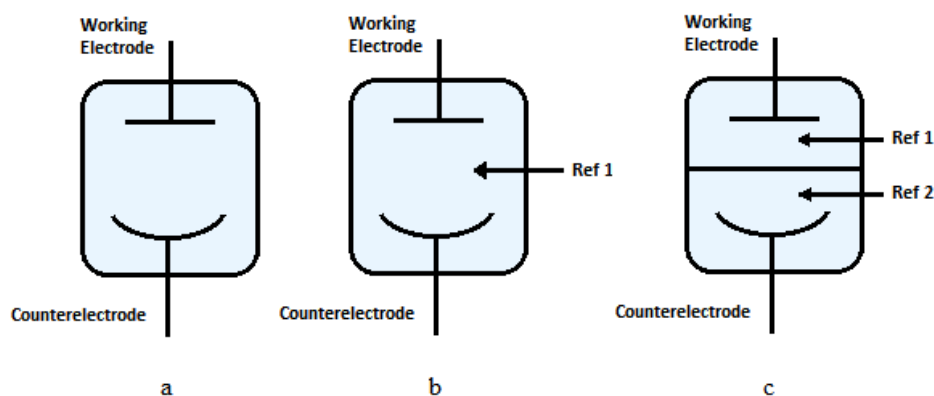 Working
Electrode
Counterelectrode
a
Working
Electrode
Ref 1
Counterelectrode
b
Working
Electrode
Ref 1
Ref 2
Counterelectrode
c